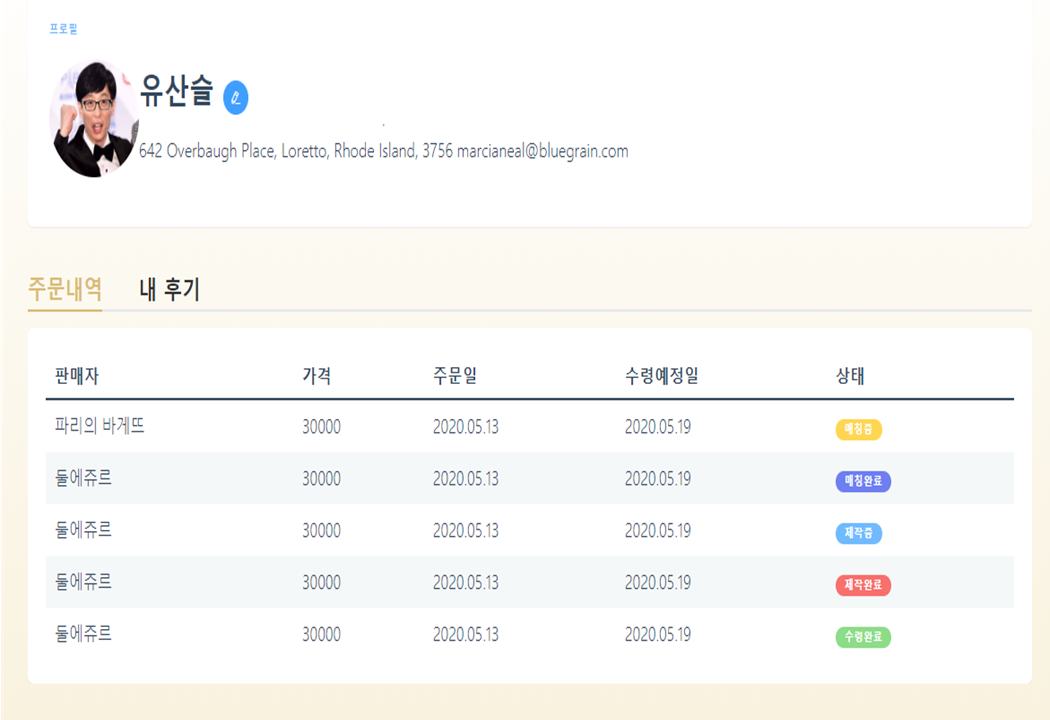 프로필
유산슬
642 Overbaugh Place, Loretto, Rhode Island, 3756 marcianeal@bluegrain.com
주문내역 내 후기
판매자 가격 주문일 수령예정일 상태
파리의 바게뜨 30000 2020.05.13 2020.05.19 매칭중
둘에쥬르 30000 2020.05.13 2020.05.19 매칭완료
둘에쥬르 30000 2020.05.13 2020.05.19 제작중
둘에쥬르 30000 2020.05.13 2020.05.19 제작완료
둘에쥬르 30000 2020.05.13 2020.05.19 수령완료